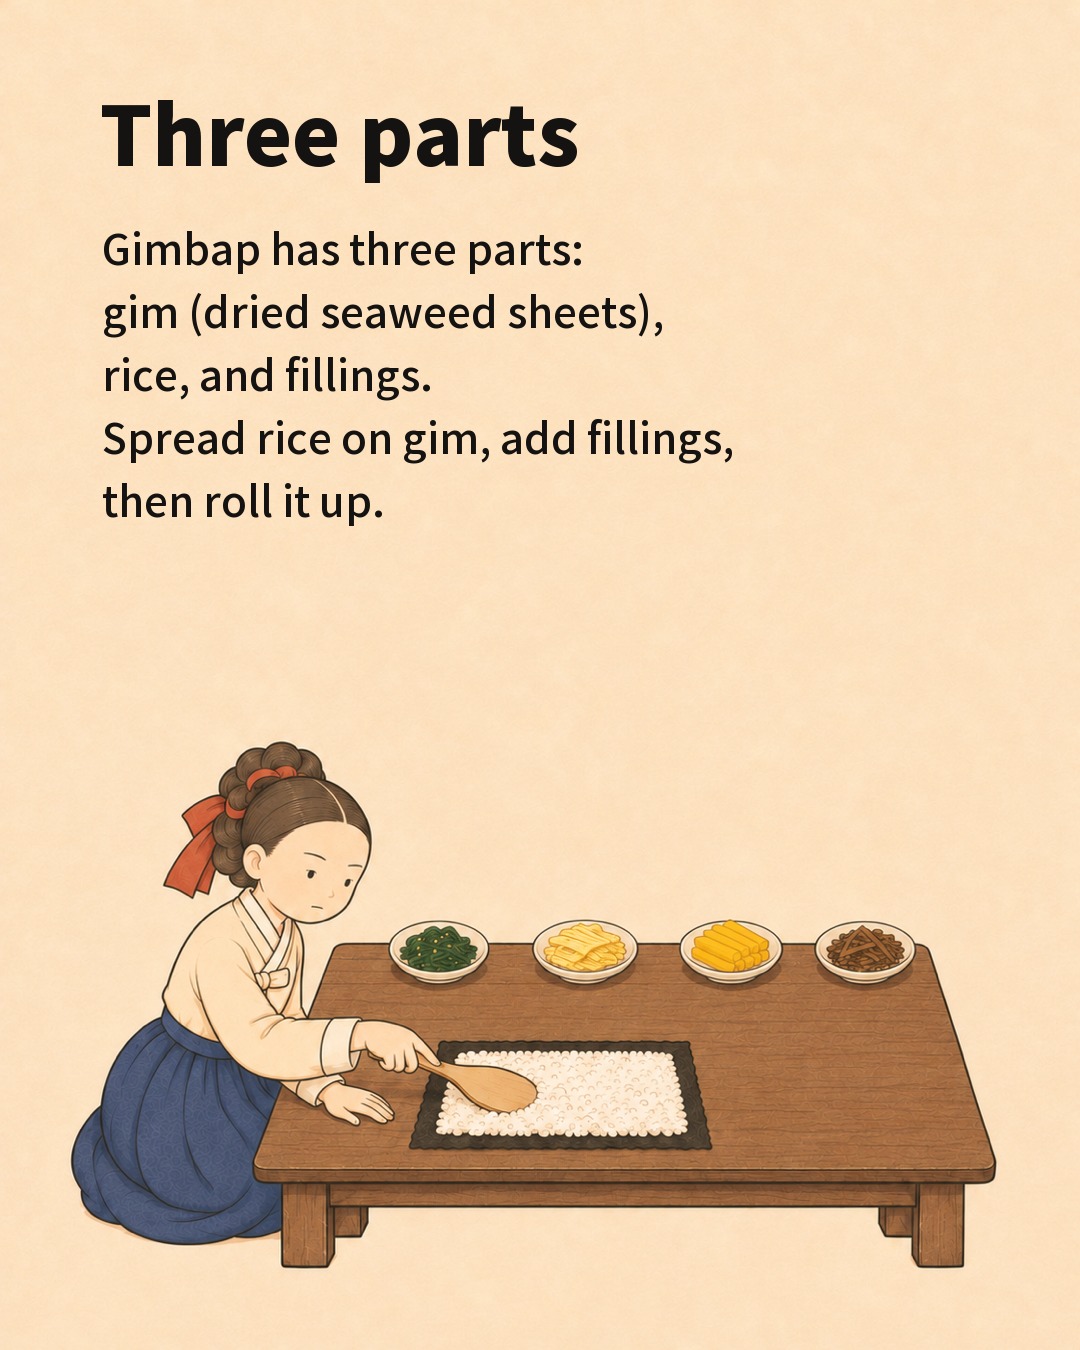 Three parts
Gimbap has three parts:
gim (dried seaweed sheets),
rice, and fillings.
Spread rice on gim, add fillings,
then roll it up.